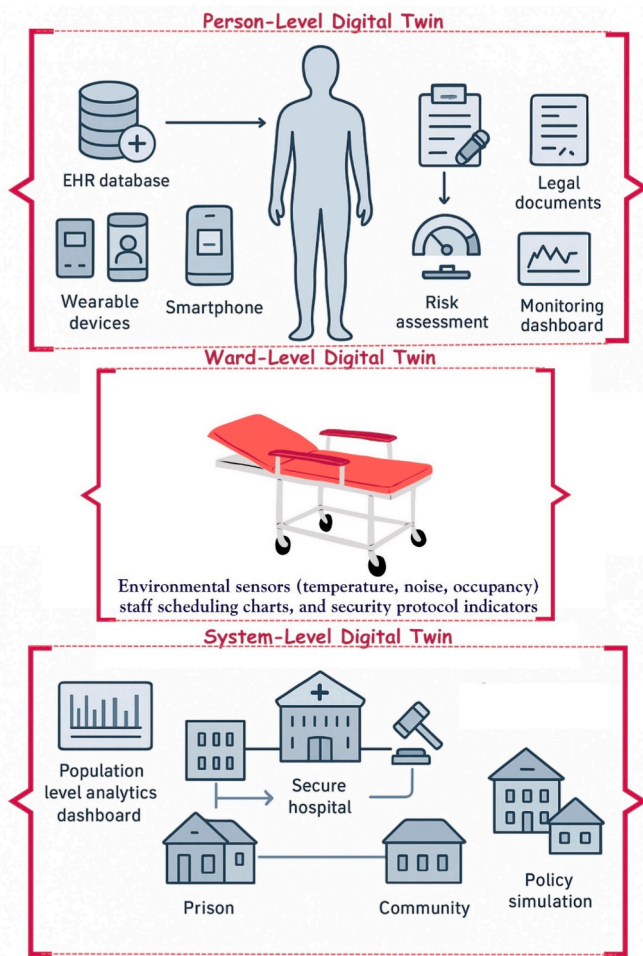 Person-Level Digital Twin
EHR database
Wearable
devices
Smartphone
Risk
assessment
Legal
documents
Monitoring
dashboard
Ward-Level Digital Twin
Environmental sensors (temperature, noise, occupancy)
staff scheduling charts, and security protocol indicators
System-Level Digital Twin
Population
level analytics
dashboard
Secure
hospital
Prison
Community
Policy
simulation